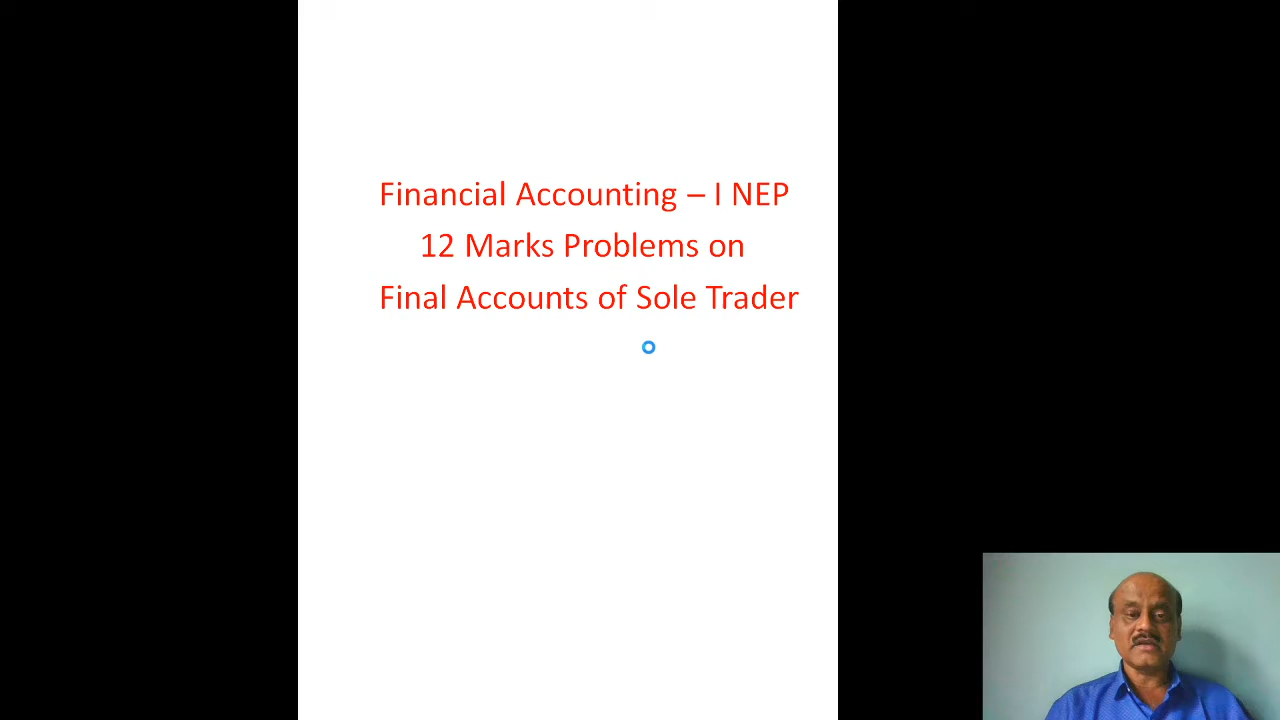 Financial Accounting – I NEP
12 Marks Problems on
Final Accounts of Sole Trader